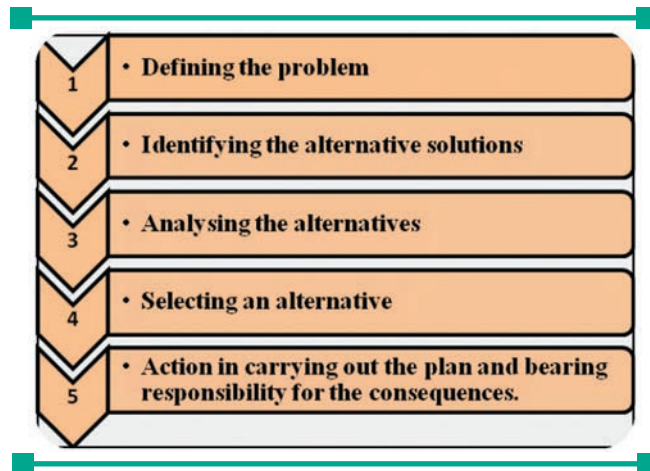 1
• Defining the problem
2
• Identifying the alternative solutions
3
• Analysing the alternatives
4
• Selecting an alternative
5
• Action in carrying out the plan and bearing
responsibility for the consequences.